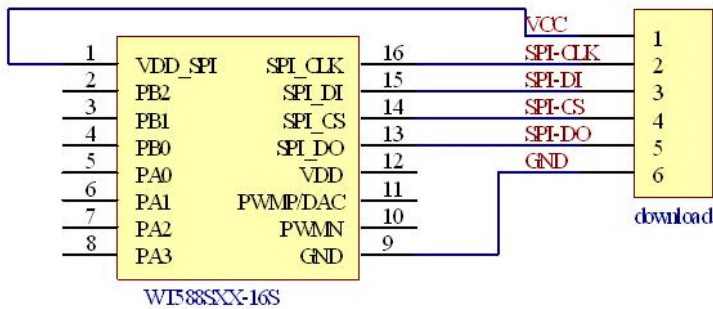 VCC
1
1 VDD_SPI SPI_CLK 16 SPI-CLK 2
2 PB2 SPI_DI 15 SPI-DI 3
3 PB1 SPI_CS 14 SPI-CS 4
4 PB0 SPI_DO 13 SPI-DO 5
5 PA0 VDD 12 GND 6
6 PA1 PWMP/DAC 11
7 PA2 PWMN 10
8 PA3 GND 9
download
WT588SXX-16S